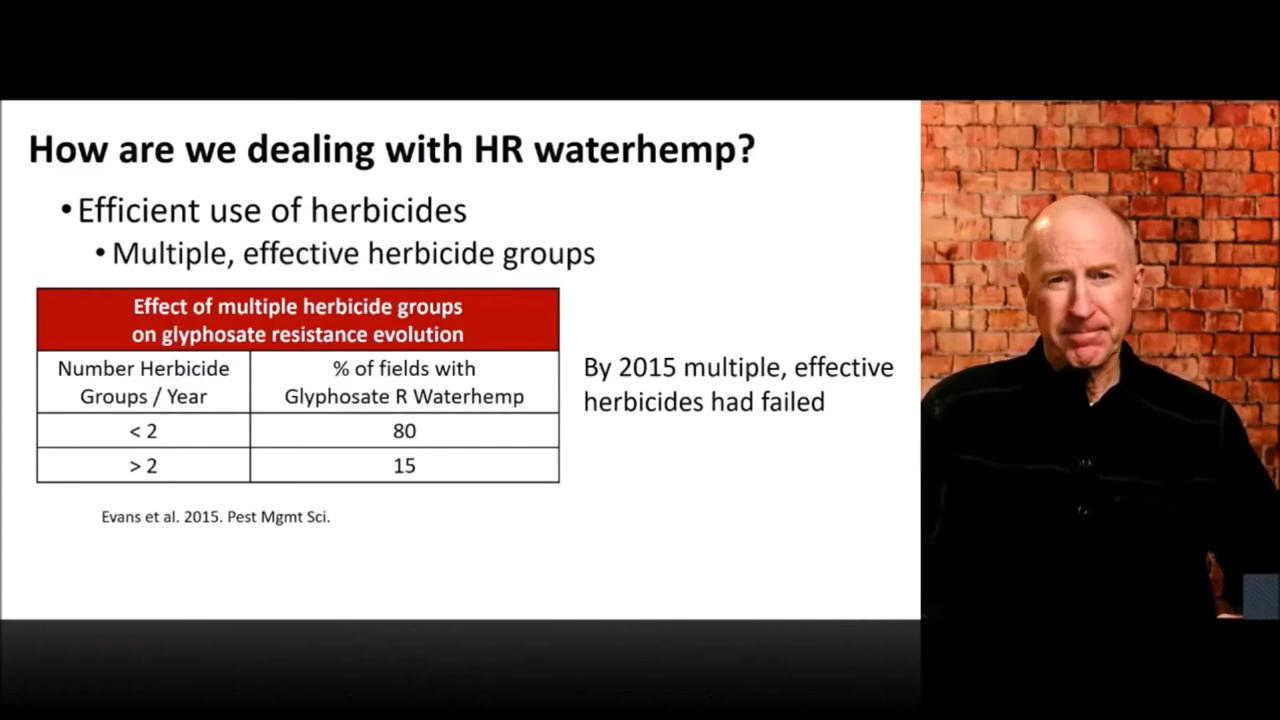 How are we dealing with HR waterhemp?
•Efficient use of herbicides
• Multiple, effective herbicide groups
Effect of multiple herbicide groups
on glyphosate resistance evolution
Number Herbicide
Groups / Year
% of fields with
Glyphosate R Waterhemp
< 2
80
> 2
15
By 2015 multiple, effective
herbicides had failed
Evans et al. 2015. Pest Mgmt Sci.